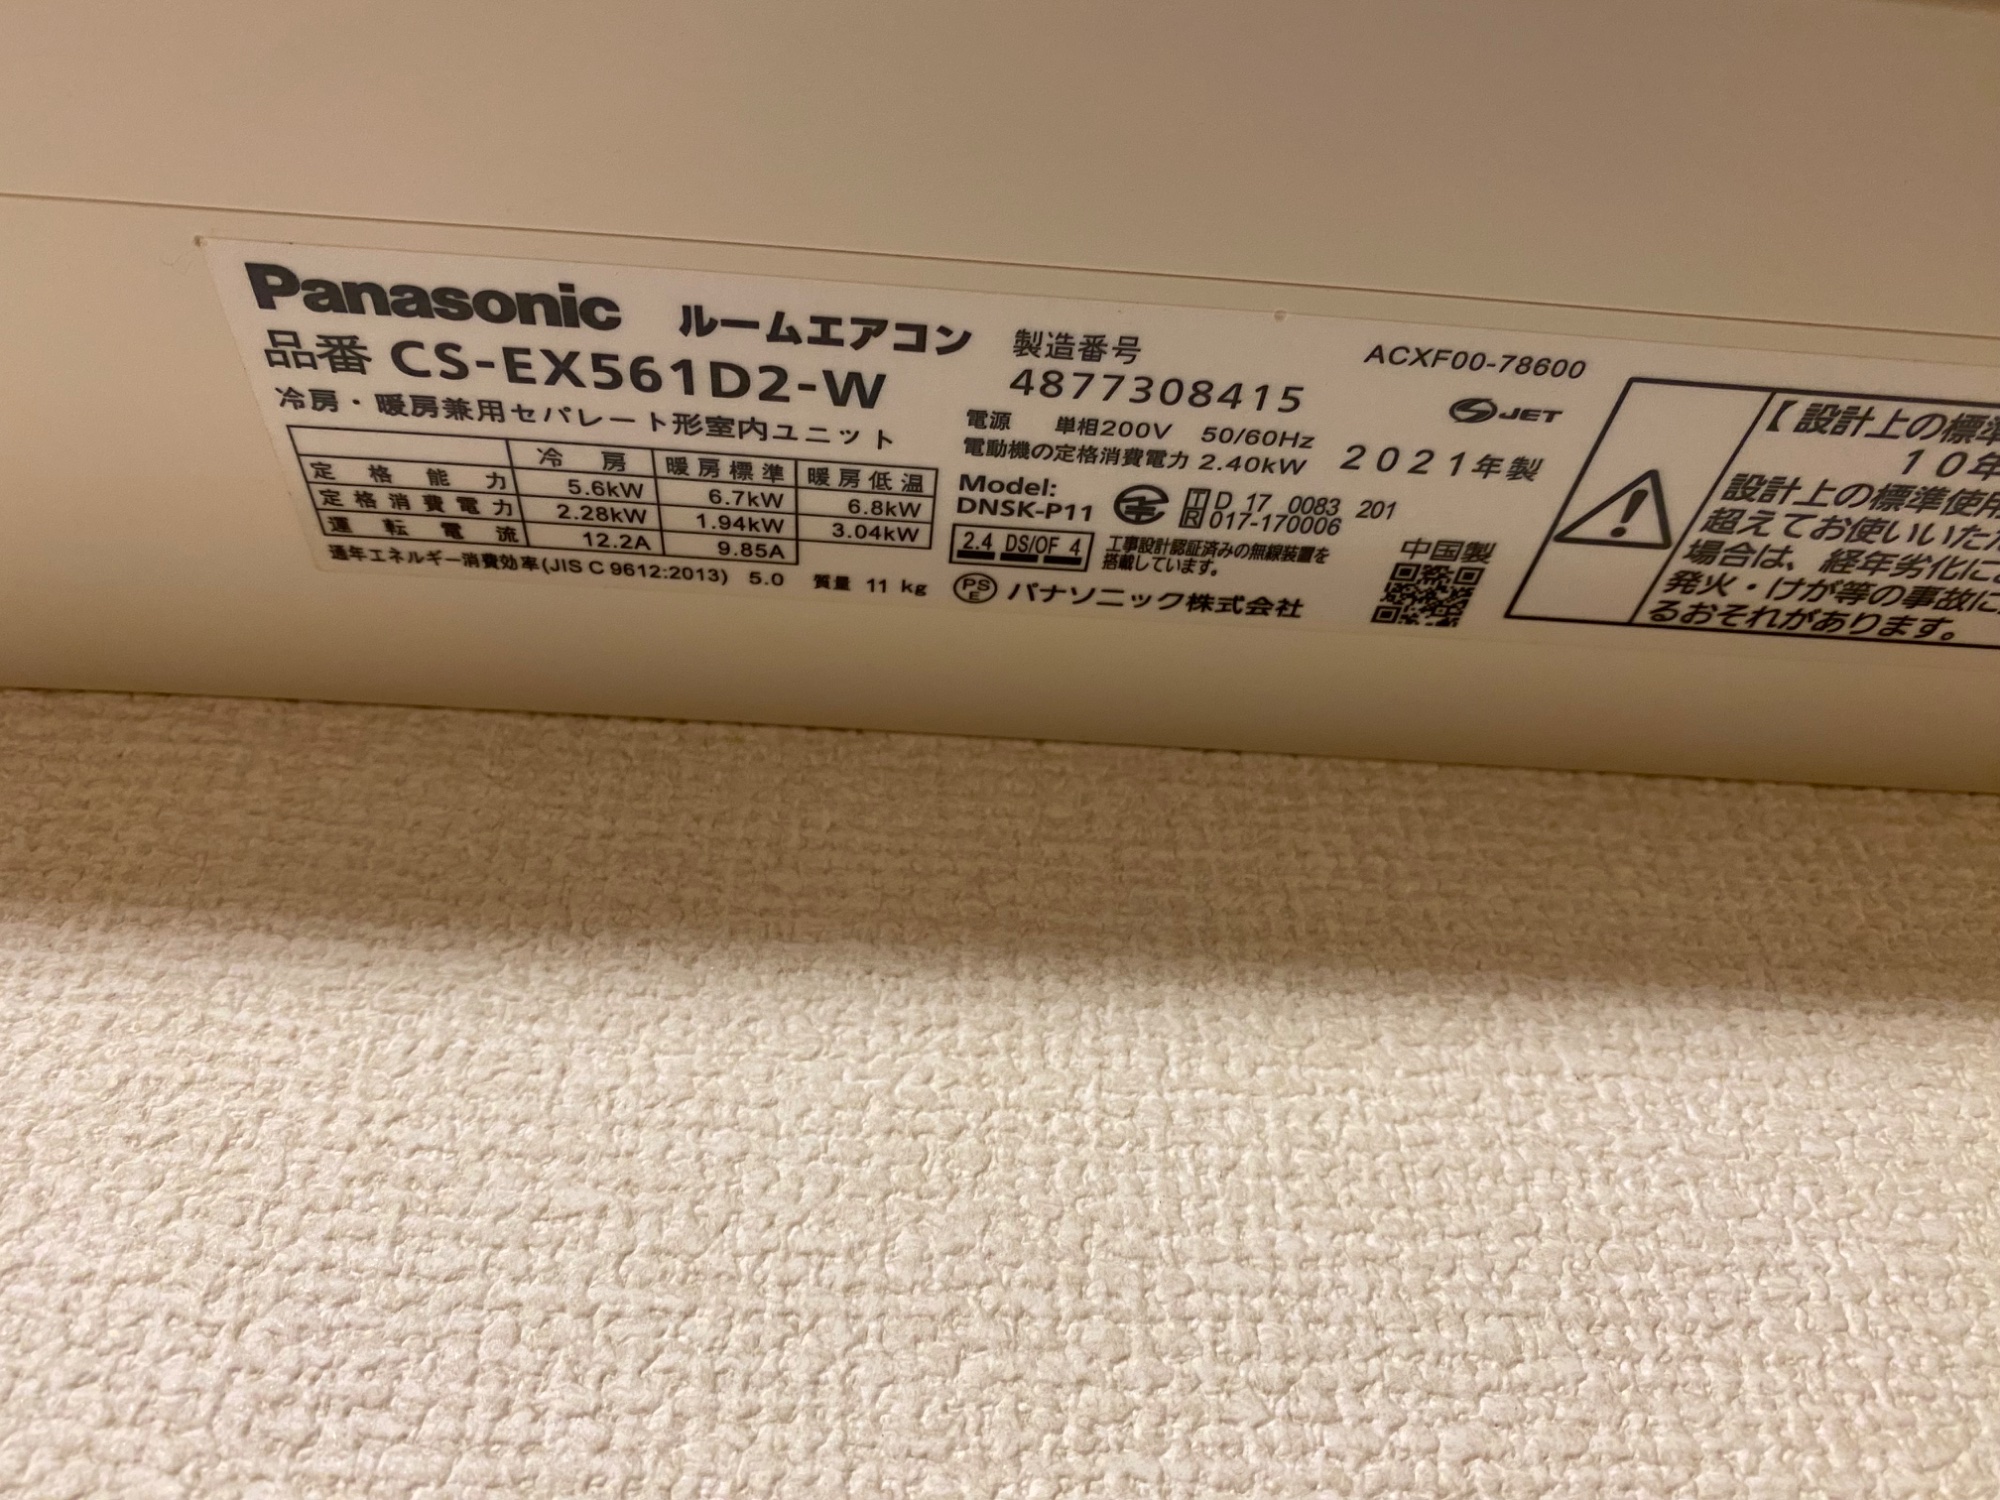 Panasonic ルームエアコン
品番 CS-EX561D2-W
冷房・暖房兼用セパレート形室内ユニット
冷房 暖房標準 暖房低温
定格能力 5.6kW 6.7kW 6.8kW
定格消費電力 2.28kW 1.94kW 3.04kW
運転電流 12.2A 9.85A
通年エネルギー消費効率(JIS C 9612:2013) 5.0 質量 11 kg
製造番号
4877308415
電源 単相200V 50/60Hz
電動機の定格消費電力 2.40kW
Model:
DNSK-P11
T D 17 0083 201
R 017-170006
2.4 DS/OF 4
工事設計認証済みの無線装置を
搭載しています。
PS
E
パナソニック株式会社
ACXF00-78600
JET
2021年製
中国製
【設計上の標準
10年
設計上の標準使用
超えてお使いいた
場合は、経年劣化に
発火・けが等の事故に
るおそれがあります。